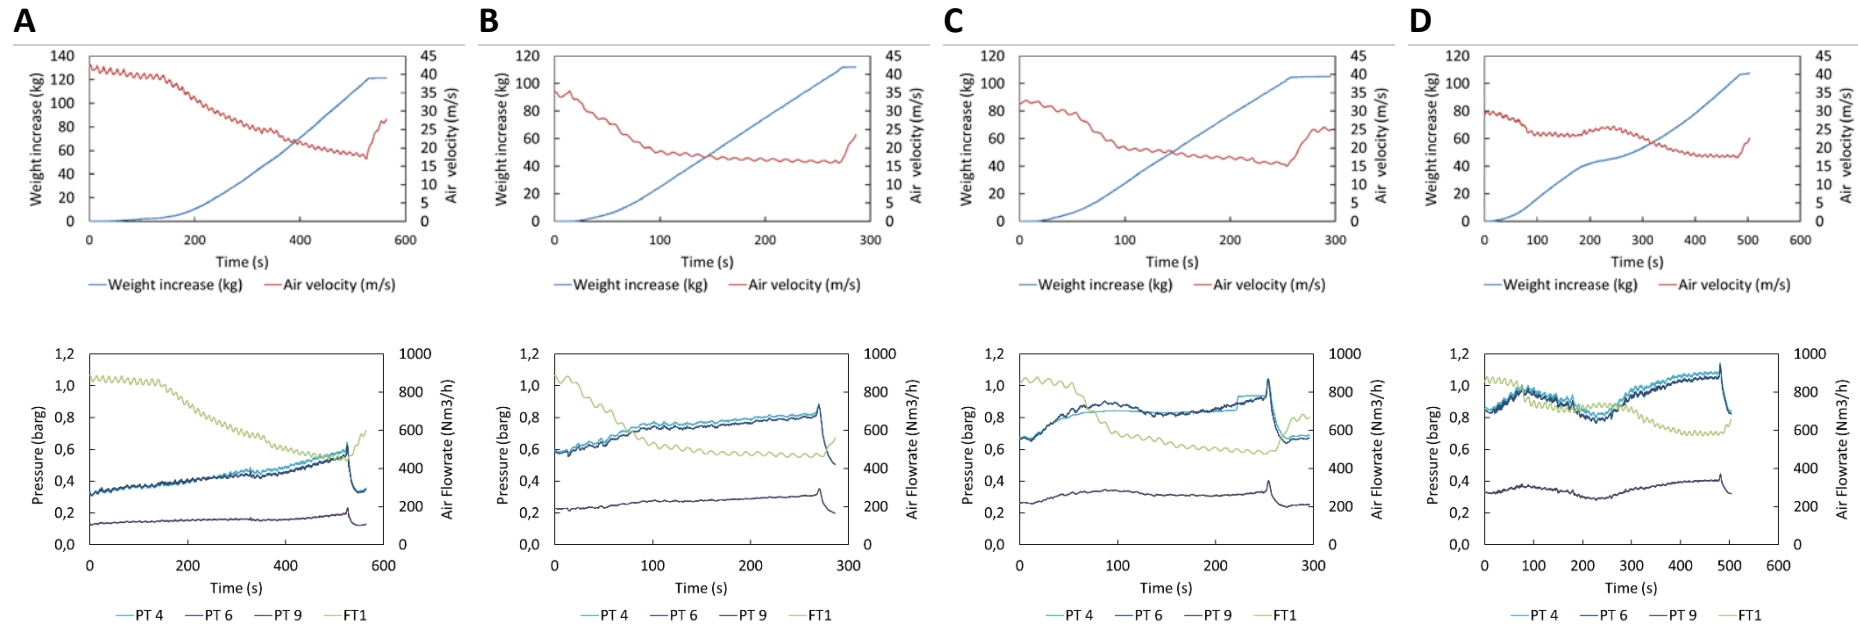 A B C D
140 120 100 80 60 40 20 0
Weight increase (kg)
45 40 35 30 25 20 15 10 5 0
Air velocity (m/s)
0 200 400 600
Time (s)
Weight increase (kg) Air velocity (m/s)
120 100 80 60 40 20 0
Weight increase (kg)
45 40 35 30 25 20 15 10 5 0
Air velocity (m/s)
0 100 200 300
Time (s)
Weight increase (kg) Air velocity (m/s)
120 100 80 60 40 20 0
Weight increase (kg)
45 40 35 30 25 20 15 10 5 0
Air velocity (m/s)
0 100 200 300
Time (s)
Weight increase (kg) Air velocity (m/s)
120 100 80 60 40 20 0
Weight increase (kg)
45 40 35 30 25 20 15 10 5 0
Air velocity (m/s)
0 100 200 300 400 500 600
Time (s)
Weight increase (kg) Air velocity (m/s)
1,2 1,0 0,8 0,6 0,4 0,2 0,0
Pressure (barg)
1000 800 600 400 200 0
Air Flowrate (Nm3/h)
0 200 400 600
Time (s)
PT 4 PT 6 PT 9 FT1
1,2 1,0 0,8 0,6 0,4 0,2 0,0
Pressure (barg)
1000 800 600 400 200 0
Air Flowrate (Nm3/h)
0 100 200 300
Time (s)
PT 4 PT 6 PT 9 FT1
1,2 1,0 0,8 0,6 0,4 0,2 0,0
Pressure (barg)
1000 800 600 400 200 0
Air Flowrate (Nm3/h)
0 100 200 300
Time (s)
PT 4 PT 6 PT 9 FT1
1,2 1,0 0,8 0,6 0,4 0,2 0,0
Pressure (barg)
1000 800 600 400 200 0
Air Flowrate (Nm3/h)
0 100 200 300 400 500 600
Time (s)
PT 4 PT 6 PT 9 FT1